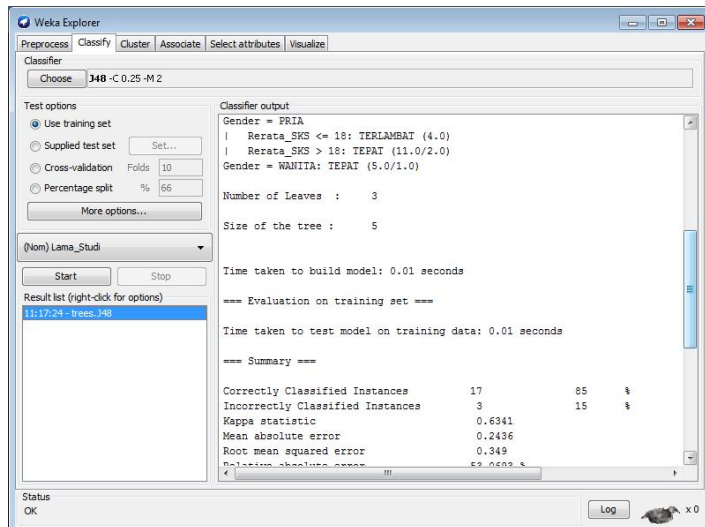 Weka Explorer
Preprocess Classify Cluster Associate Select attributes Visualize
Classifier
Choose J48 -C 0.25 -M 2
Test options
Use training set
Supplied test set Set...
Cross-validation Folds 10
Percentage split % 66
More options...
(Nom) Lama_Studi
Start Stop
Result list (right-click for options)
11:17:24 - trees.J48
Classifier output
Gender = PRIA
| Rerata_SKS <= 18: TERLAMBAT (4.0)
| Rerata_SKS > 18: TEPAT (11.0/2.0)
Gender = WANITA: TEPAT (5.0/1.0)
Number of Leaves : 3
Size of the tree : 5
Time taken to build model: 0.01 seconds
=== Evaluation on training set ===
Time taken to test model on training data: 0.01 seconds
=== Summary ===
Correctly Classified Instances 17 85 %
Incorrectly Classified Instances 3 15 %
Kappa statistic 0.6341
Mean absolute error 0.2436
Root mean squared error 0.349
Relative absolute error %
Status
OK
Log
x 0